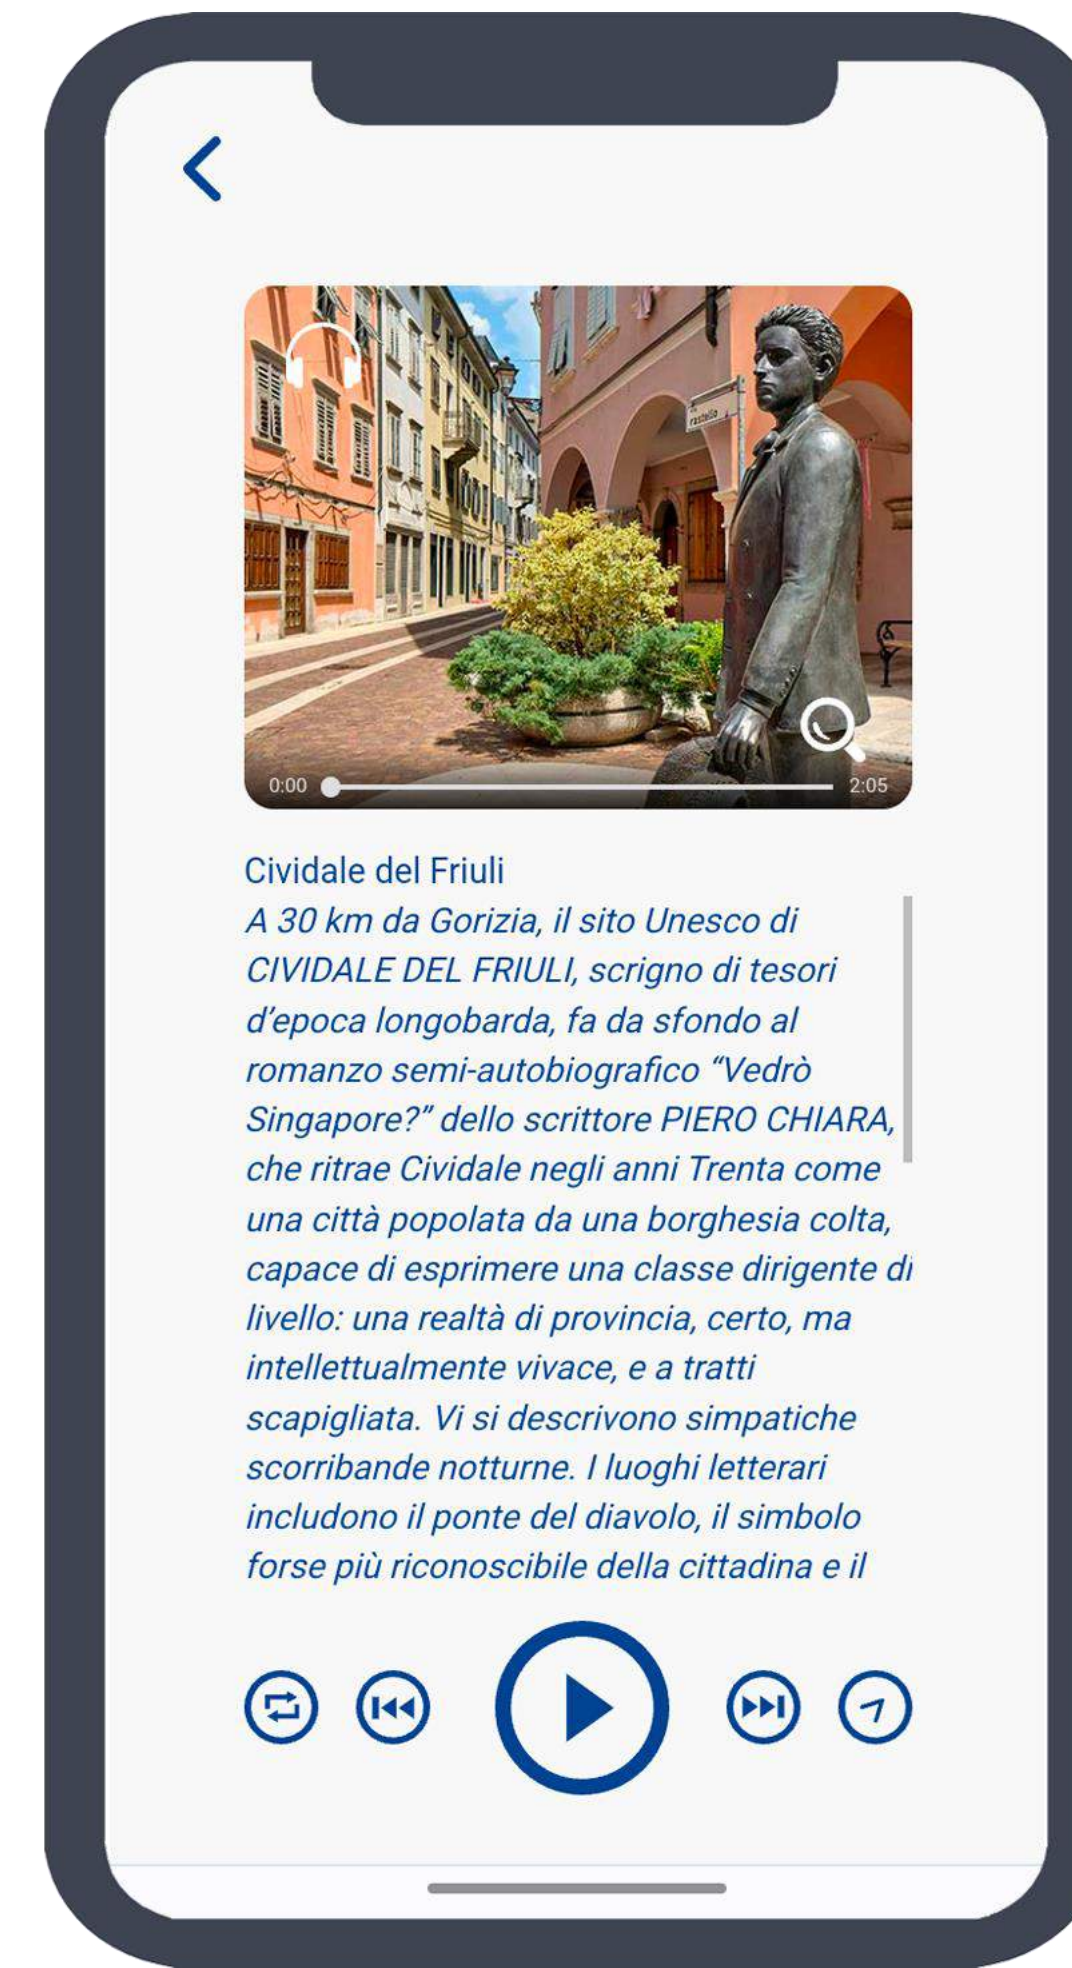 rastello
0:00
2:05
Cividale del Friuli
A 30 km da Gorizia, il sito Unesco di
CIVIDALE DEL FRIULI, scrigno di tesori
d’epoca longobarda, fa da sfondo al
romanzo semi-autobiografico “Vedrò
Singapore?” dello scrittore PIERO CHIARA,
che ritrae Cividale negli anni Trenta come
una città popolata da una borghesia colta,
capace di esprimere una classe dirigente di
livello: una realtà di provincia, certo, ma
intellettualmente vivace, e a tratti
scapigliata. Vi si descrivono simpatiche
scorribande notturne. I luoghi letterari
includono il ponte del diavolo, il simbolo
forse più riconoscibile della cittadina e il